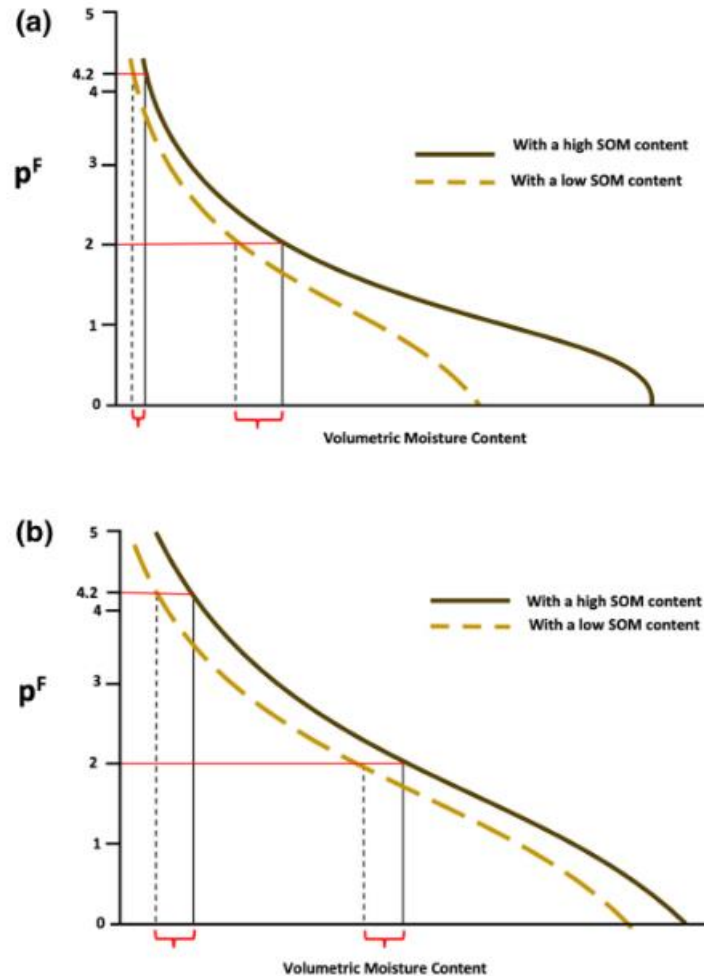 (a)
5
4.2
4
3
2
1
0
pF
With a high SOM content
With a low SOM content
Volumetric Moisture Content
(b)
5
4.2
4
3
2
1
0
pF
With a high SOM content
With a low SOM content
Volumetric Moisture Content